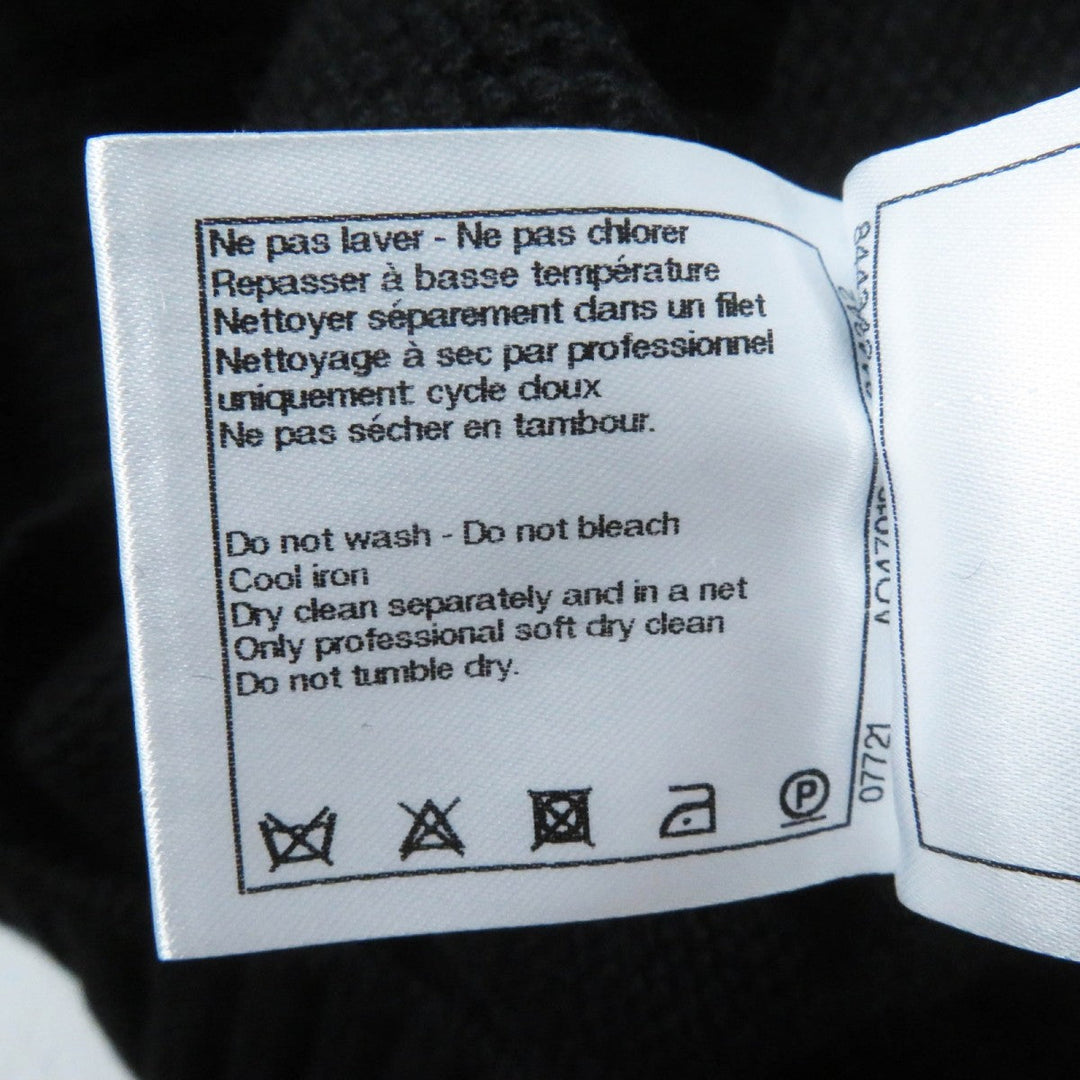 Ne pas laver - Ne pas chlorer
Repasser à basse température
Nettoyer séparement dans un filet
Nettoyage à sec par professionnel
uniquement: cycle doux
Ne pas sécher en tambour.
Do not wash - Do not bleach
Cool iron
Dry clean separately and in a net
Only professional soft dry clean
Do not tumble dry.
P
07721